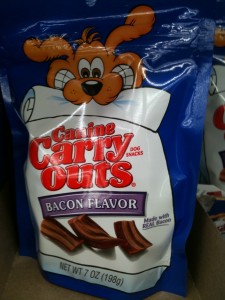 Canine
Carry
DOG
SNACKS
Outs®
BACON FLAVOR
Made with
REAL Bacon
NET WT 7 OZ (198g)